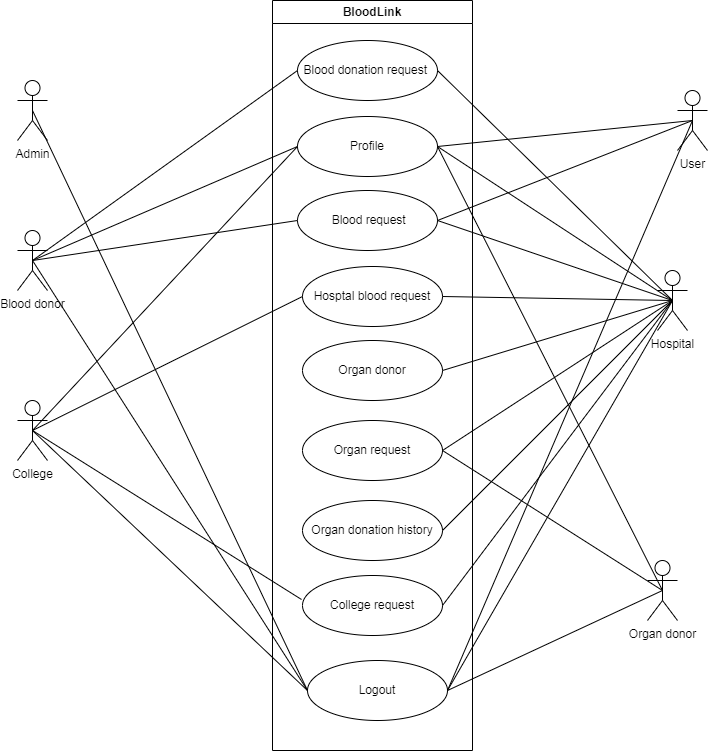 BloodLink
Blood donation request
Admin
User
Profile
Blood request
Blood donor
Hosptal blood request
Hospital
Organ donor
College
Organ request
Organ donation history
College request
Organ donor
Logout